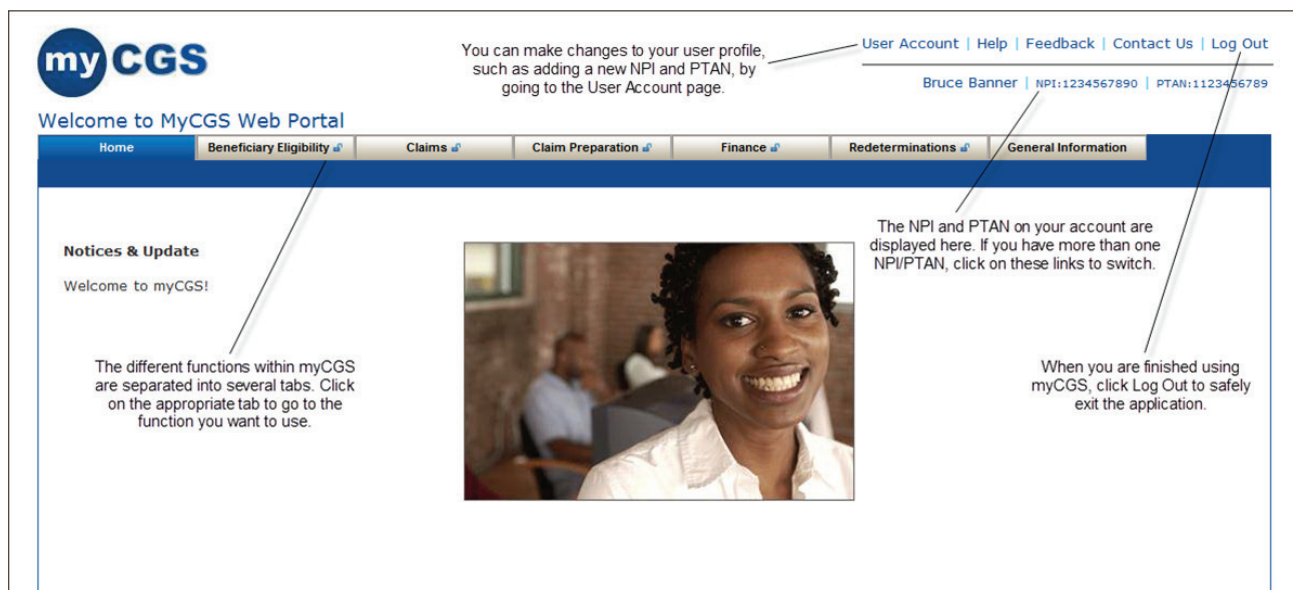 my CGS
You can make changes to your user profile,
such as adding a new NPI and PTAN, by
going to the User Account page.
User Account | Help | Feedback | Contact Us | Log Out
Bruce Banner | NPI:1234567890 | PTAN:1123456789
Welcome to MyCGS Web Portal
Home Beneficiary Eligibility Claims Claim Preparation Finance Redeterminations General Information
The NPI and PTAN on your account are
displayed here. If you have more than one
NPI/PTAN, click on these links to switch.
Notices & Update
Welcome to myCGS!
The different functions within myCGS
are separated into several tabs. Click
on the appropriate tab to go to the
function you want to use.
When you are finished using
myCGS, click Log Out to safely
exit the application.